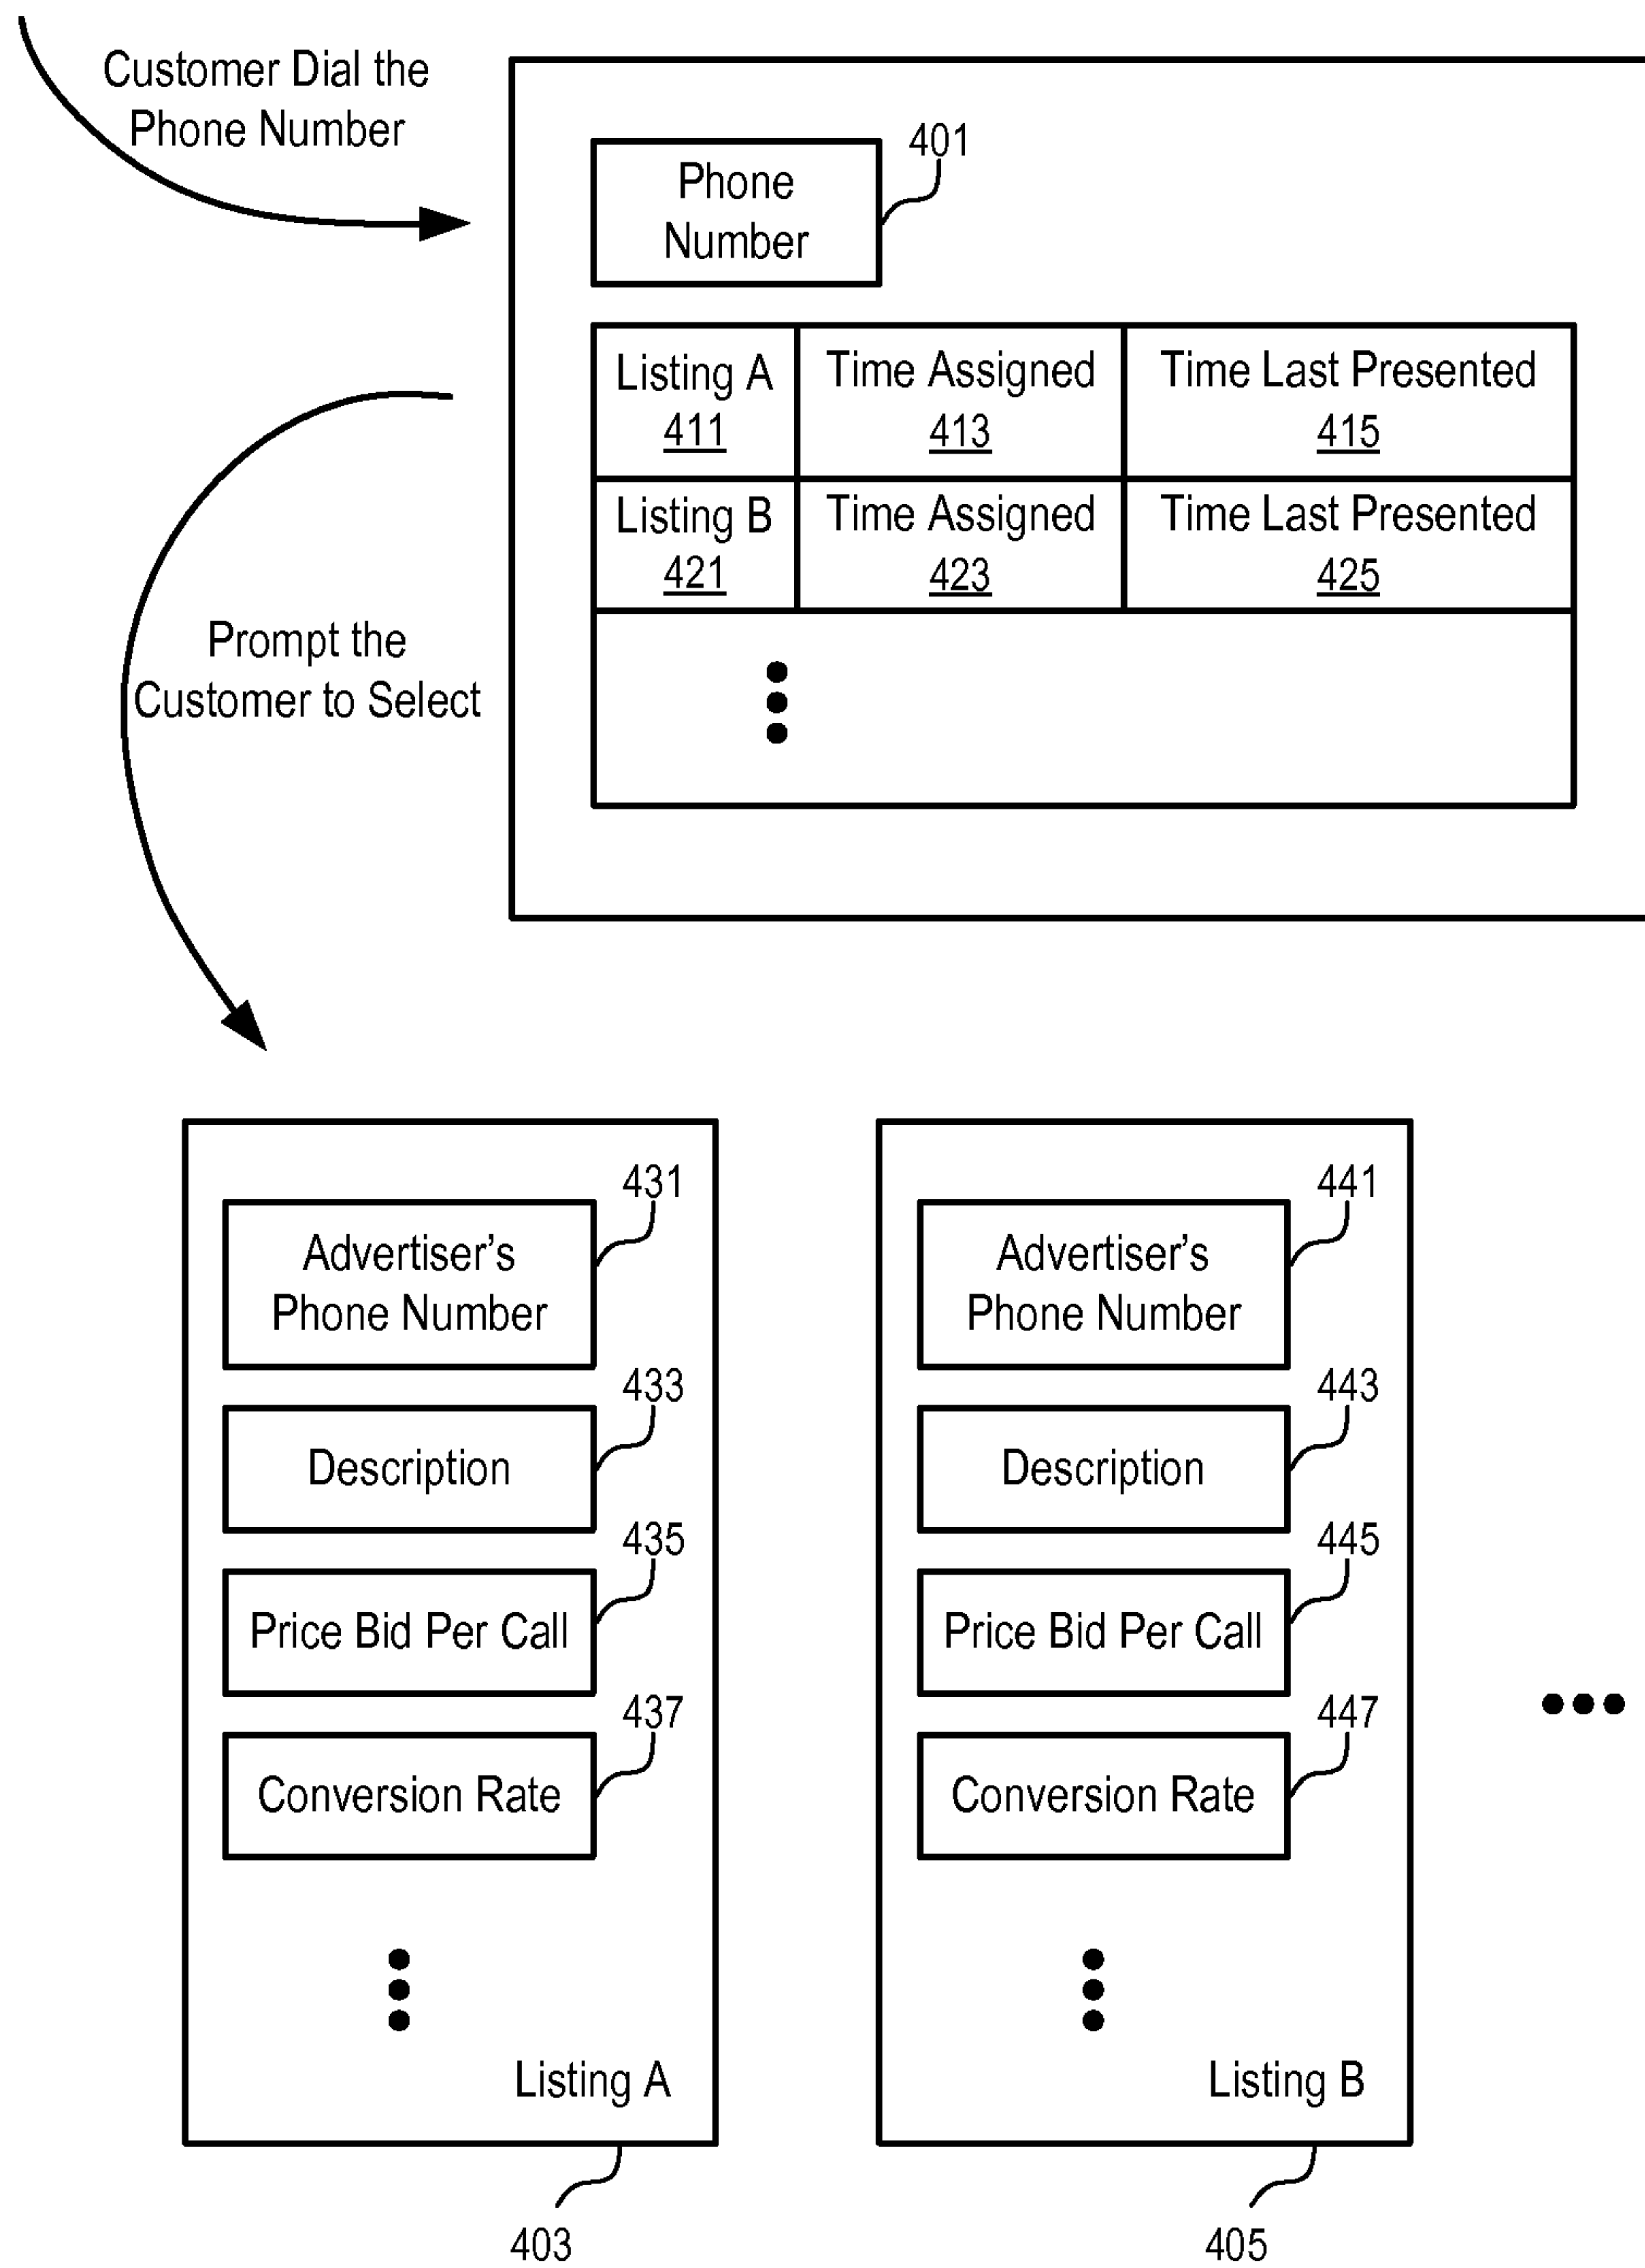 Customer Dial the
Phone Number
401
Phone
Number
Listing A
411
Time Assigned
413
Time Last Presented
415
Listing B
421
Time Assigned
423
Time Last Presented
425
Prompt the
Customer to Select
431
Advertiser's
Phone Number
433
Description
435
Price Bid Per Call
437
Conversion Rate
Listing A
403
441
Advertiser's
Phone Number
443
Description
445
Price Bid Per Call
447
Conversion Rate
Listing B
405